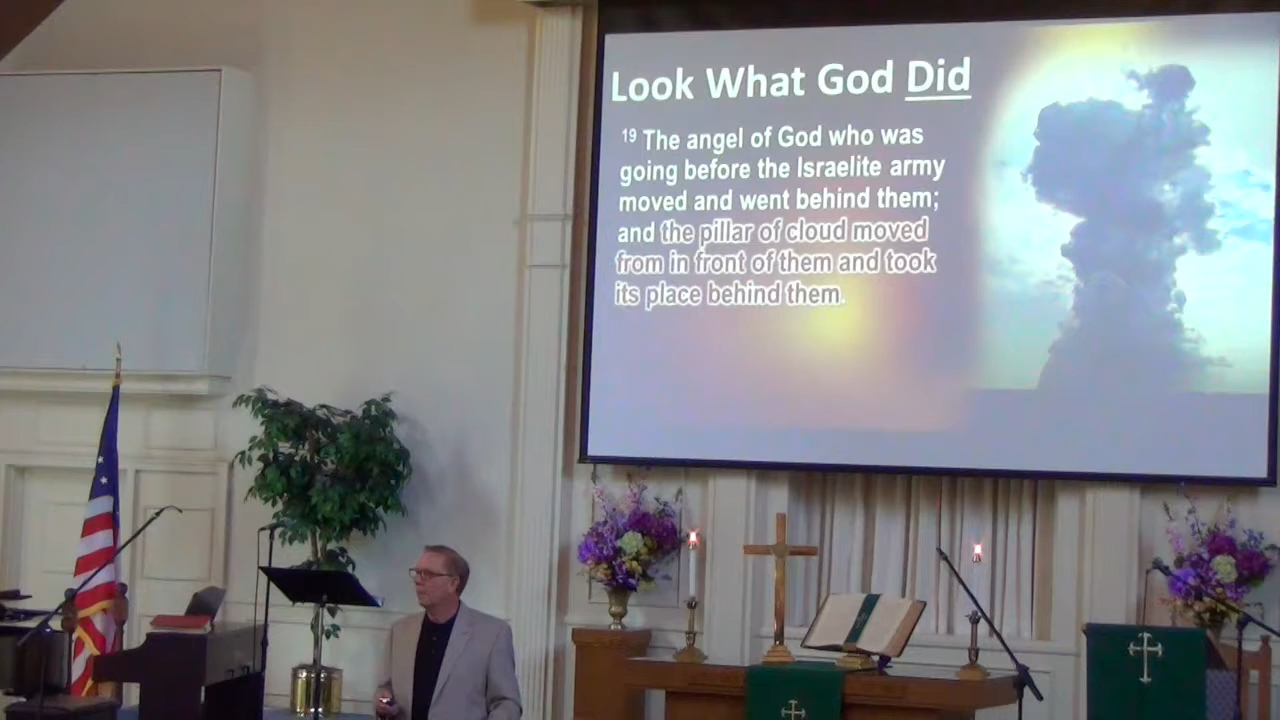 Look What God Did
19 The angel of God who was
going before the Israelite army
moved and went behind them;
and the pillar of cloud moved
from in front of them and took
its place behind them.